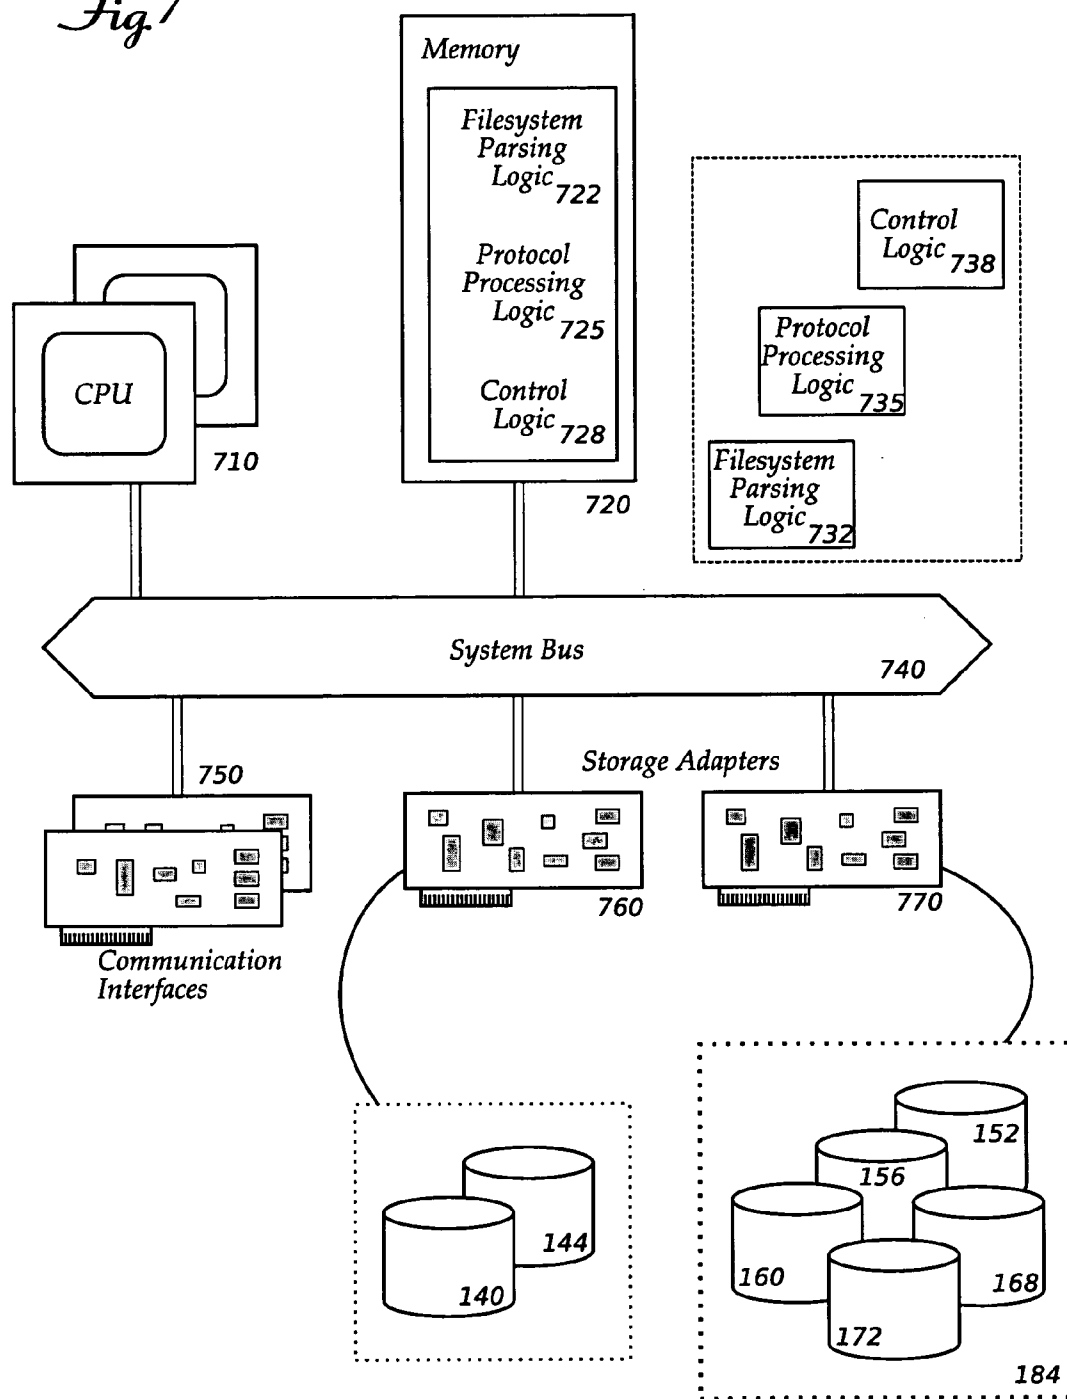 Fig. 7
Memory
Filesystem
Parsing
Logic 722
Protocol
Processing
Logic 725
Control
Logic 728
720
CPU
710
Control
Logic 738
Protocol
Processing
Logic 735
Filesystem
Parsing
Logic 732
System Bus
740
750
Storage Adapters
760
770
Communication
Interfaces
144
140
152
156
160
168
172
184